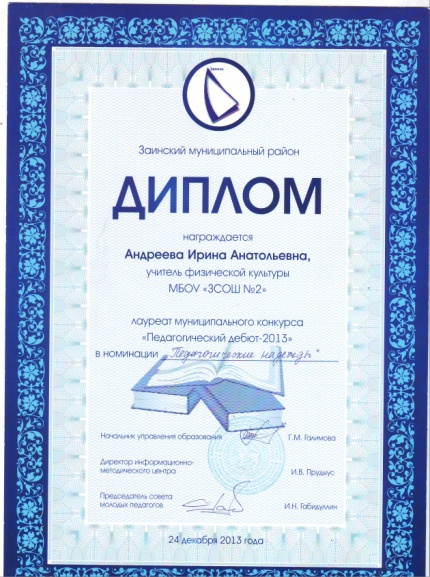 Заинский муниципальный район
ДИПЛОМ
награждается
Андреева Ирина Анатольевна,
учитель физической культуры
МБОУ «ЗСОШ №2»
лауреат муниципального конкурса
«Педагогический дебют-2013»
в номинации „Педагогические надежды"
Начальник управления образования Г.М. Галимова
Директор информационно-
методического центра И.В. Прудиус
Председатель совета
молодых педагогов И.Н. Габидуллин
24 декабря 2013 года